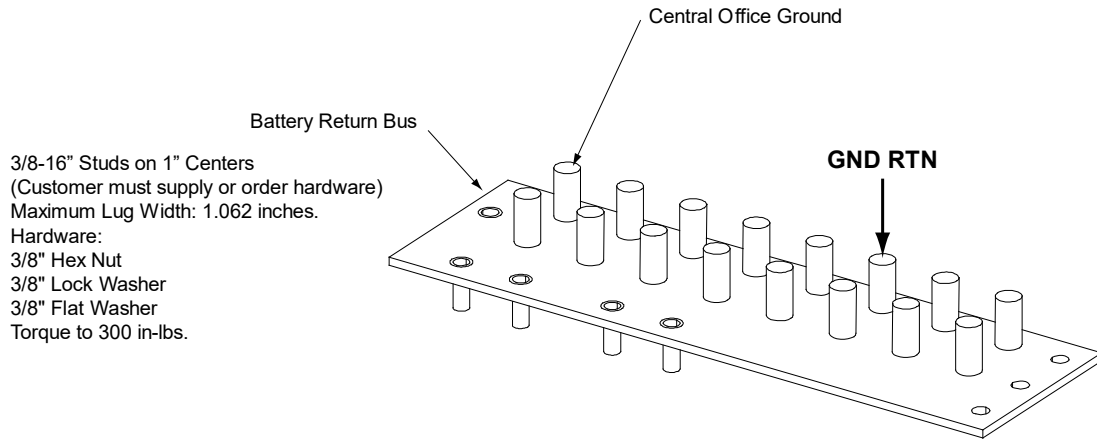 Central Office Ground
Battery Return Bus
3/8-16” Studs on 1” Centers
(Customer must supply or order hardware)
Maximum Lug Width: 1.062 inches.
Hardware:
3/8" Hex Nut
3/8" Lock Washer
3/8" Flat Washer
Torque to 300 in-lbs.
GND RTN